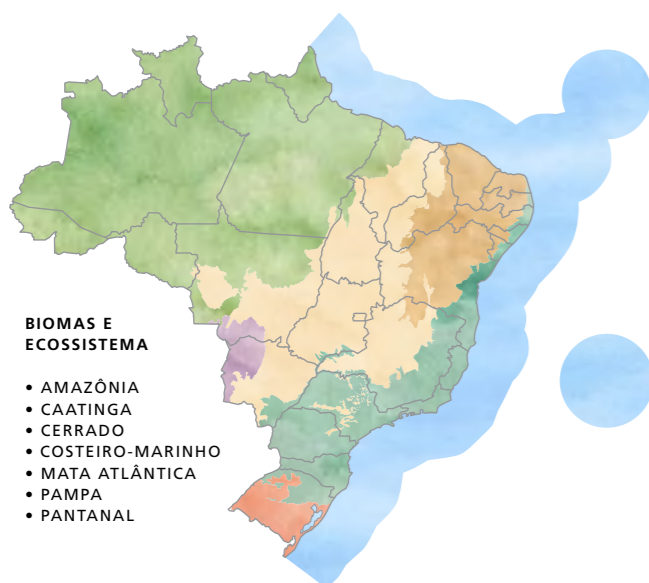 BIOMAS E
ECOSSISTEMA
• AMAZÔNIA
• CAATINGA
• CERRADO
• COSTEIRO-MARINHO
• MATA ATLÂNTICA
• PAMPA
• PANTANAL